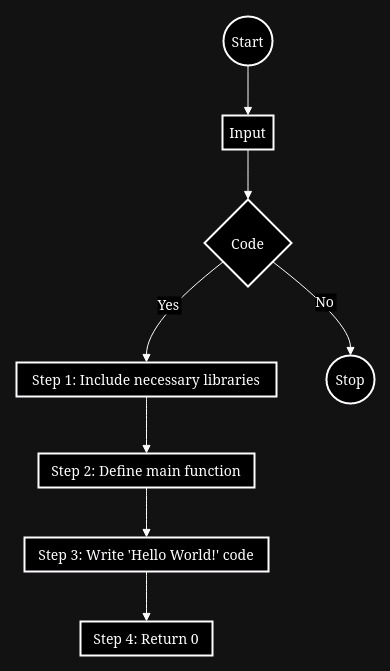 Start
Input
Code
Yes
No
Step 1: Include necessary libraries
Stop
Step 2: Define main function
Step 3: Write 'Hello World!' code
Step 4: Return 0